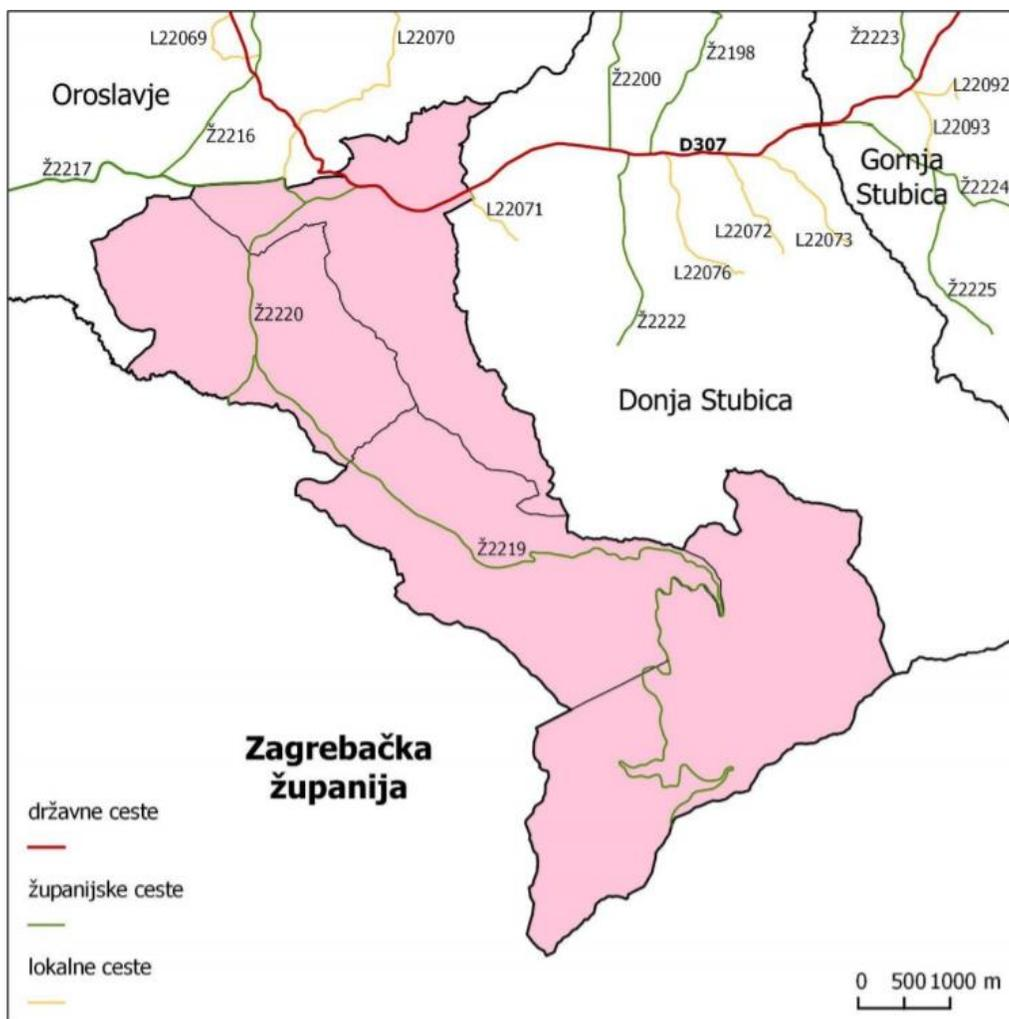 L22069
L22070
Ž2200
Ž2198
Ž2223
Oroslavje
L22092
Ž2216
L22093
D307
Ž2217
Gornja
Stubica
Ž2224
L22071
L22072
L22073
L22076
Ž2225
Ž2220
Ž2222
Donja Stubica
Ž2219
Zagrebačka
županija
državne ceste
županijske ceste
lokalne ceste
0 500 1000 m